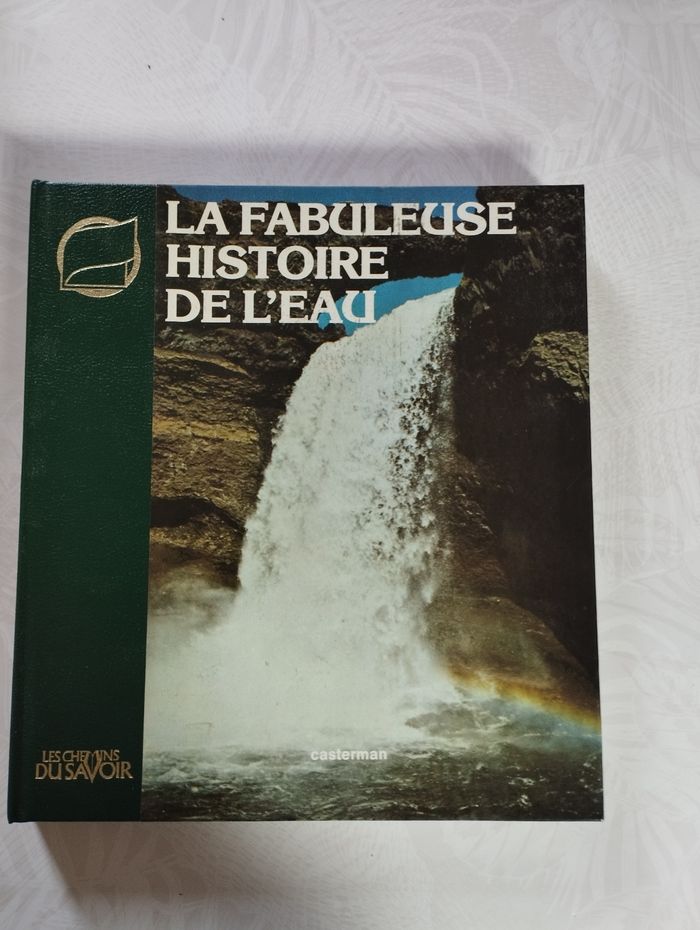 LA FABULEUSE
HISTOIRE
DE L'EAU
casterman
LES CHEMINS
DU SAVOIR